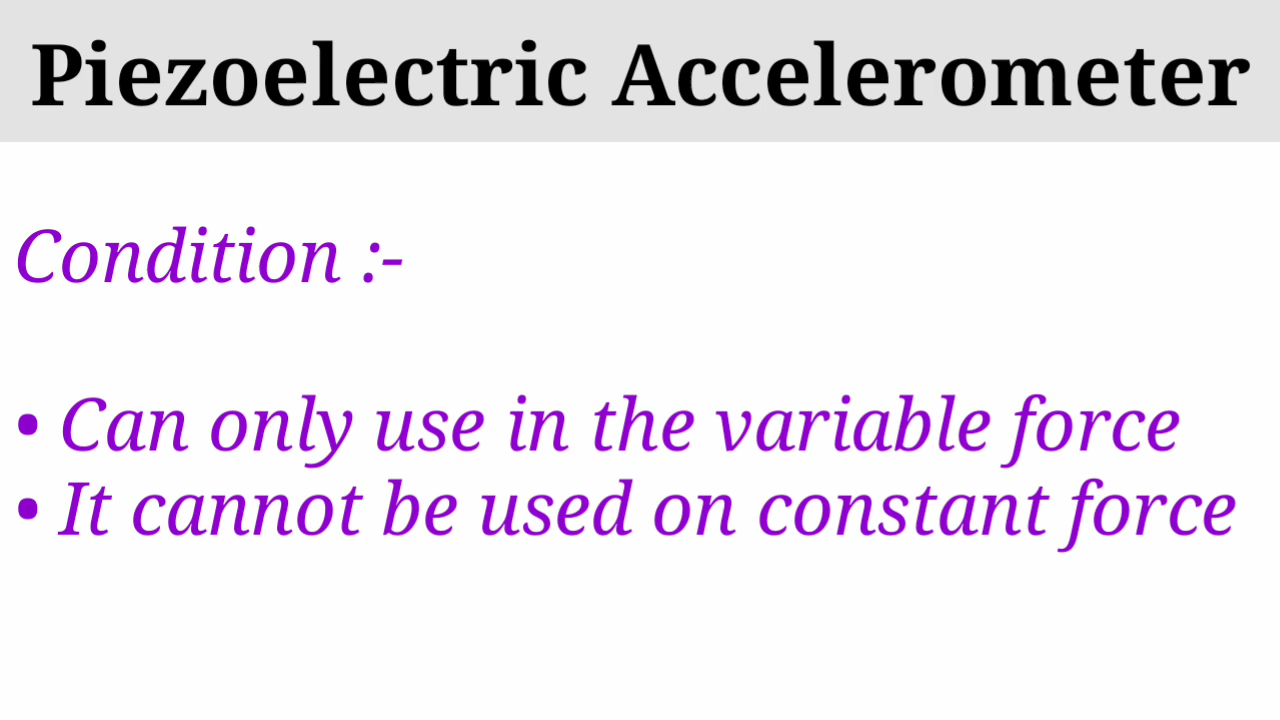 Piezoelectric Accelerometer
Condition :-
• Can only use in the variable force
• It cannot be used on constant force